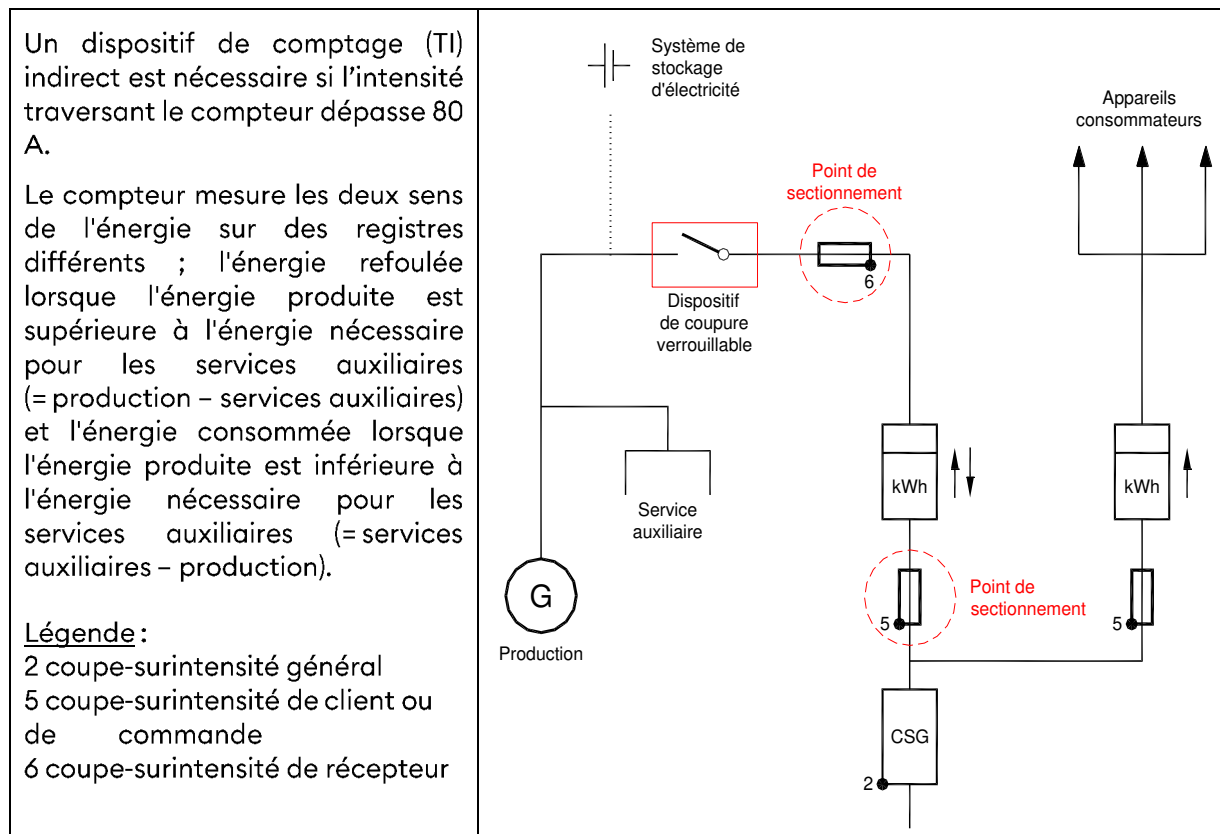 Un dispositif de comptage (TI)
indirect est nécessaire si l'intensité
traversant le compteur dépasse 80
A.
Le compteur mesure les deux sens
de l'énergie sur des registres
différents ; l'énergie refoulée
lorsque l'énergie produite est
supérieure à l'énergie nécessaire
pour les services auxiliaires
(= production – services auxiliaires)
et l'énergie consommée lorsque
l'énergie produite est inférieure à
l'énergie nécessaire pour les
services auxiliaires (= services
auxiliaires – production).
Légende :
2 coupe-surintensité général
5 coupe-surintensité de client ou
de commande
6 coupe-surintensité de récepteur
Système de
stockage
d'électricité
Appareils
consommateurs
Point de
sectionnement
6
Dispositif
de coupure
verrouillable
kWh
kWh
Service
auxiliaire
G
Production
Point de
sectionnement
5
5
CSG
2